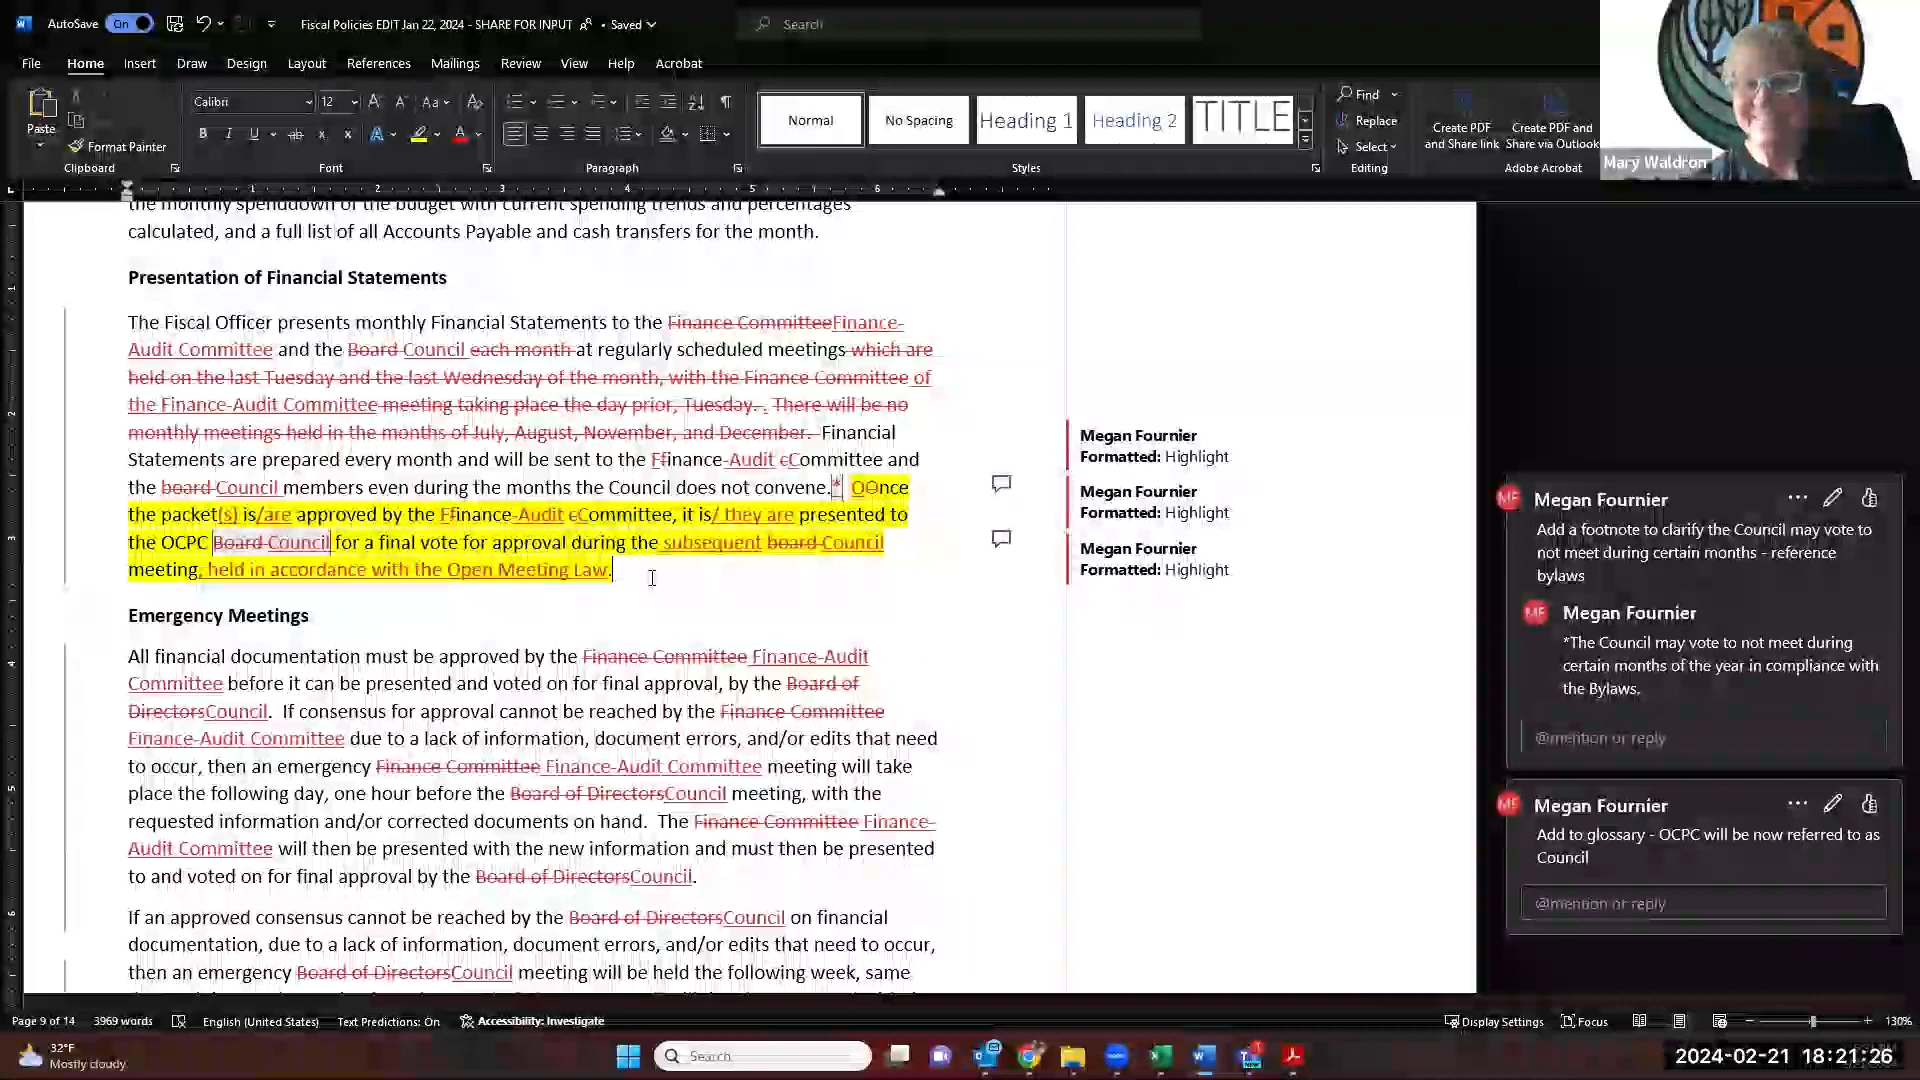 AutoSave On Fiscal Policies EDIT Jan 22, 2024 - SHARE FOR INPUT • Saved Search
File Home Insert Draw Design Layout References Mailings Review View Help Acrobat
Paste Format Painter
Clipboard
Calibri 12
Font
Paragraph
Normal No Spacing Heading 1 Heading 2 TITLE
Styles
Find
Replace
Select
Editing
Create PDF and Share link
Create PDF and Share via Outlook
Adobe Acrobat
Mary Waldron
the monthly spenddown of the budget with current spending trends and percentages
calculated, and a full list of all Accounts Payable and cash transfers for the month.
Presentation of Financial Statements
The Fiscal Officer presents monthly Financial Statements to the Finance CommitteeFinance-
Audit Committee and the Board Council each month at regularly scheduled meetings which are
held on the last Tuesday and the last Wednesday of the month, with the Finance Committee of
the Finance-Audit Committee meeting taking place the day prior, Tuesday. . There will be no
monthly meetings held in the months of July, August, November, and December. Financial
Statements are prepared every month and will be sent to the Ffinance-Audit cCommittee and
the board Council members even during the months the Council does not convene.* OOnce
the packet(s) is/are approved by the Ffinance-Audit cCommittee, it is/ they are presented to
the OCPC Board Council for a final vote for approval during the subsequent board Council
meeting, held in accordance with the Open Meeting Law.
Emergency Meetings
All financial documentation must be approved by the Finance Committee Finance-Audit
Committee before it can be presented and voted on for final approval, by the Board of
DirectorsCouncil. If consensus for approval cannot be reached by the Finance Committee
Finance-Audit Committee due to a lack of information, document errors, and/or edits that need
to occur, then an emergency Finance Committee Finance-Audit Committee meeting will take
place the following day, one hour before the Board of DirectorsCouncil meeting, with the
requested information and/or corrected documents on hand. The Finance Committee Finance-
Audit Committee will then be presented with the new information and must then be presented
to and voted on for final approval by the Board of DirectorsCouncil.
If an approved consensus cannot be reached by the Board of DirectorsCouncil on financial
documentation, due to a lack of information, document errors, and/or edits that need to occur,
then an emergency Board of DirectorsCouncil meeting will be held the following week, same
Megan Fournier
Formatted: Highlight
Megan Fournier
Formatted: Highlight
Megan Fournier
Formatted: Highlight
MF Megan Fournier
Add a footnote to clarify the Council may vote to
not meet during certain months - reference
bylaws
MF Megan Fournier
*The Council may vote to not meet during
certain months of the year in compliance with
the Bylaws.
@mention or reply
MF Megan Fournier
Add to glossary - OCPC will be now referred to as
Council
@mention or reply
Page 9 of 14 3969 words English (United States) Text Predictions: On Accessibility: Investigate Display Settings Focus 130%
32°F
Mostly cloudy
Search
2024-02-21 18:21:26